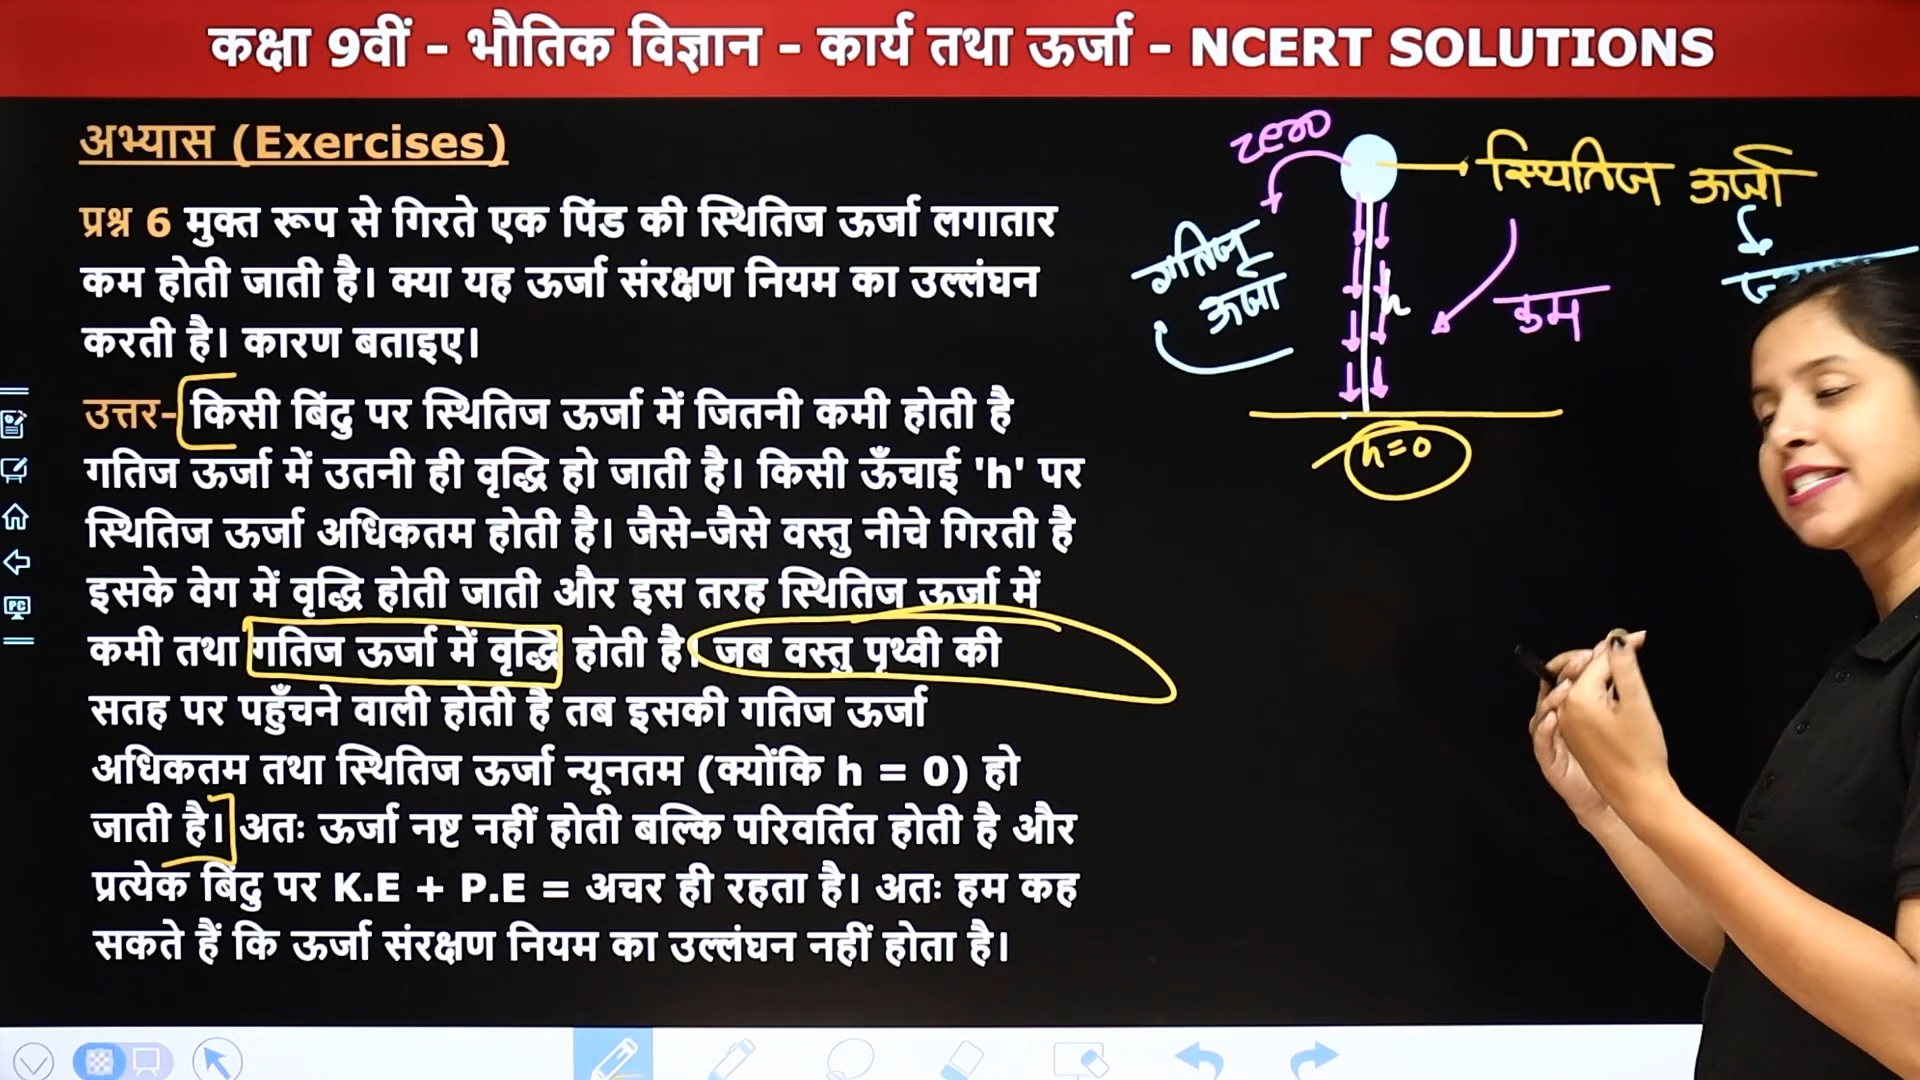 कक्षा 9वीं - भौतिक विज्ञान - कार्य तथा ऊर्जा - NCERT SOLUTIONS
अभ्यास (Exercises)
प्रश्न 6 मुक्त रूप से गिरते एक पिंड की स्थितिज ऊर्जा लगातार
कम होती जाती है। क्या यह ऊर्जा संरक्षण नियम का उल्लंघन
करती है। कारण बताइए।
उत्तर- किसी बिंदु पर स्थितिज ऊर्जा में जितनी कमी होती है
गतिज ऊर्जा में उतनी ही वृद्धि हो जाती है। किसी ऊँचाई 'h' पर
स्थितिज ऊर्जा अधिकतम होती है। जैसे-जैसे वस्तु नीचे गिरती है
इसके वेग में वृद्धि होती जाती और इस तरह स्थितिज ऊर्जा में
कमी तथा गतिज ऊर्जा में वृद्धि होती है। जब वस्तु पृथ्वी की
सतह पर पहुँचने वाली होती है तब इसकी गतिज ऊर्जा
अधिकतम तथा स्थितिज ऊर्जा न्यूनतम (क्योंकि h = 0) हो
जाती है। अतः ऊर्जा नष्ट नहीं होती बल्कि परिवर्तित होती है और
प्रत्येक बिंदु पर K.E + P.E = अचर ही रहता है। अतः हम कह
सकते हैं कि ऊर्जा संरक्षण नियम का उल्लंघन नहीं होता है।
zero
स्थितिज ऊर्जा
गतिज
ऊर्जा
h
कम
h=0
PC